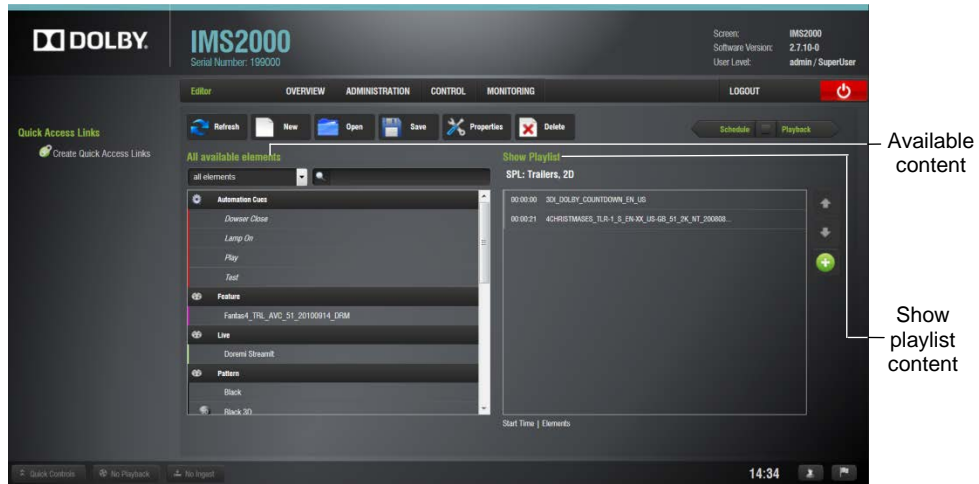 DOLBY.
IMS2000
Serial Number: 199000
Screen: IMS2000
Software Version: 2.7.10-0
User Level: admin / SuperUser
Editor OVERVIEW ADMINISTRATION CONTROL MONITORING LOGOUT
Quick Access Links
Create Quick Access Links
Refresh New Open Save Properties Delete
Schedule Playback
All available elements
all elements
Automation Cues
Dowser Close
Lamp On
Play
Test
Feature
Fantas4_TRL_AVC_51_20100914_DRM
Live
Doremi Streamit
Pattern
Black
Black 3D
Show Playlist
SPL: Trailers, 2D
00:00:00 3DI_DOLBY_COUNTDOWN_EN_US
00:00:21 4CHRISTMASES_TLR-1_S_EN-XX_US-GB_51_2K_NT_200808...
Start Time | Elements
Available
content
Show
playlist
content
Quick Controls No Playback No Ingest 14:34